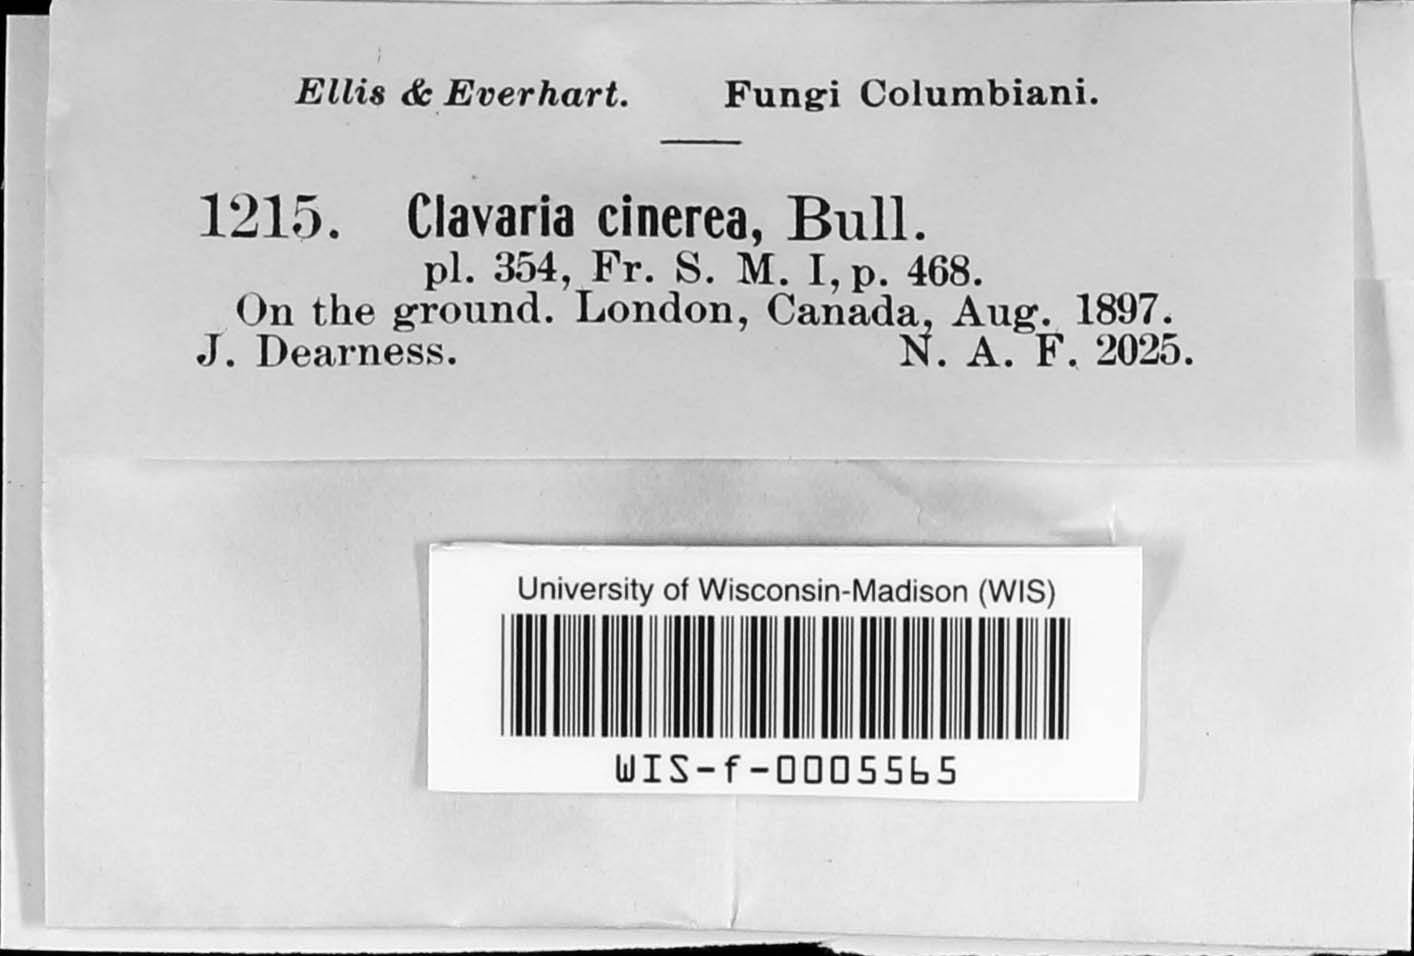 Ellis & Everhart. Fungi Columbiani.
1215. Clavaria cinerea, Bull.
pl. 354, Fr. S. M. I, p. 468.
On the ground. London, Canada, Aug. 1897.
J. Dearness. N. A. F. 2025.
University of Wisconsin-Madison (WIS)
WIS-f-0005565